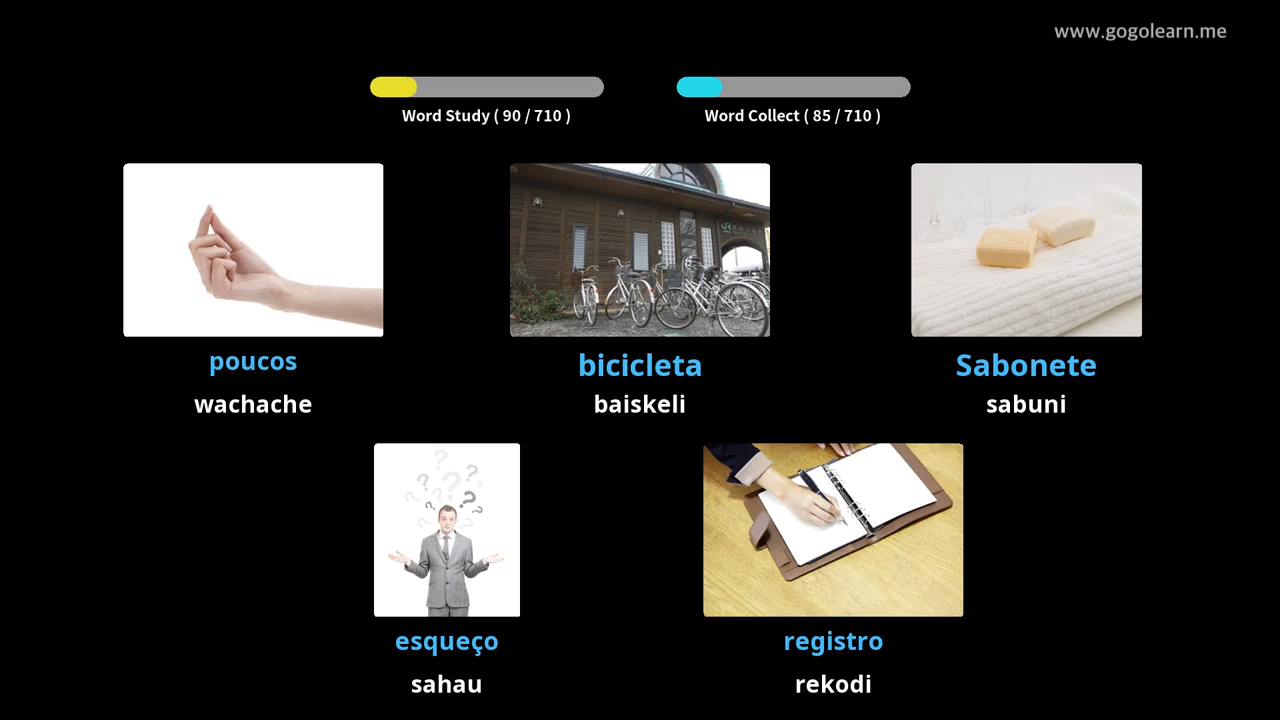 www.gogolearn.me
Word Study ( 90 / 710 )
Word Collect ( 85 / 710 )
poucos
wachache
bicicleta
baiskeli
Sabonete
sabuni
esqueço
sahau
registro
rekodi